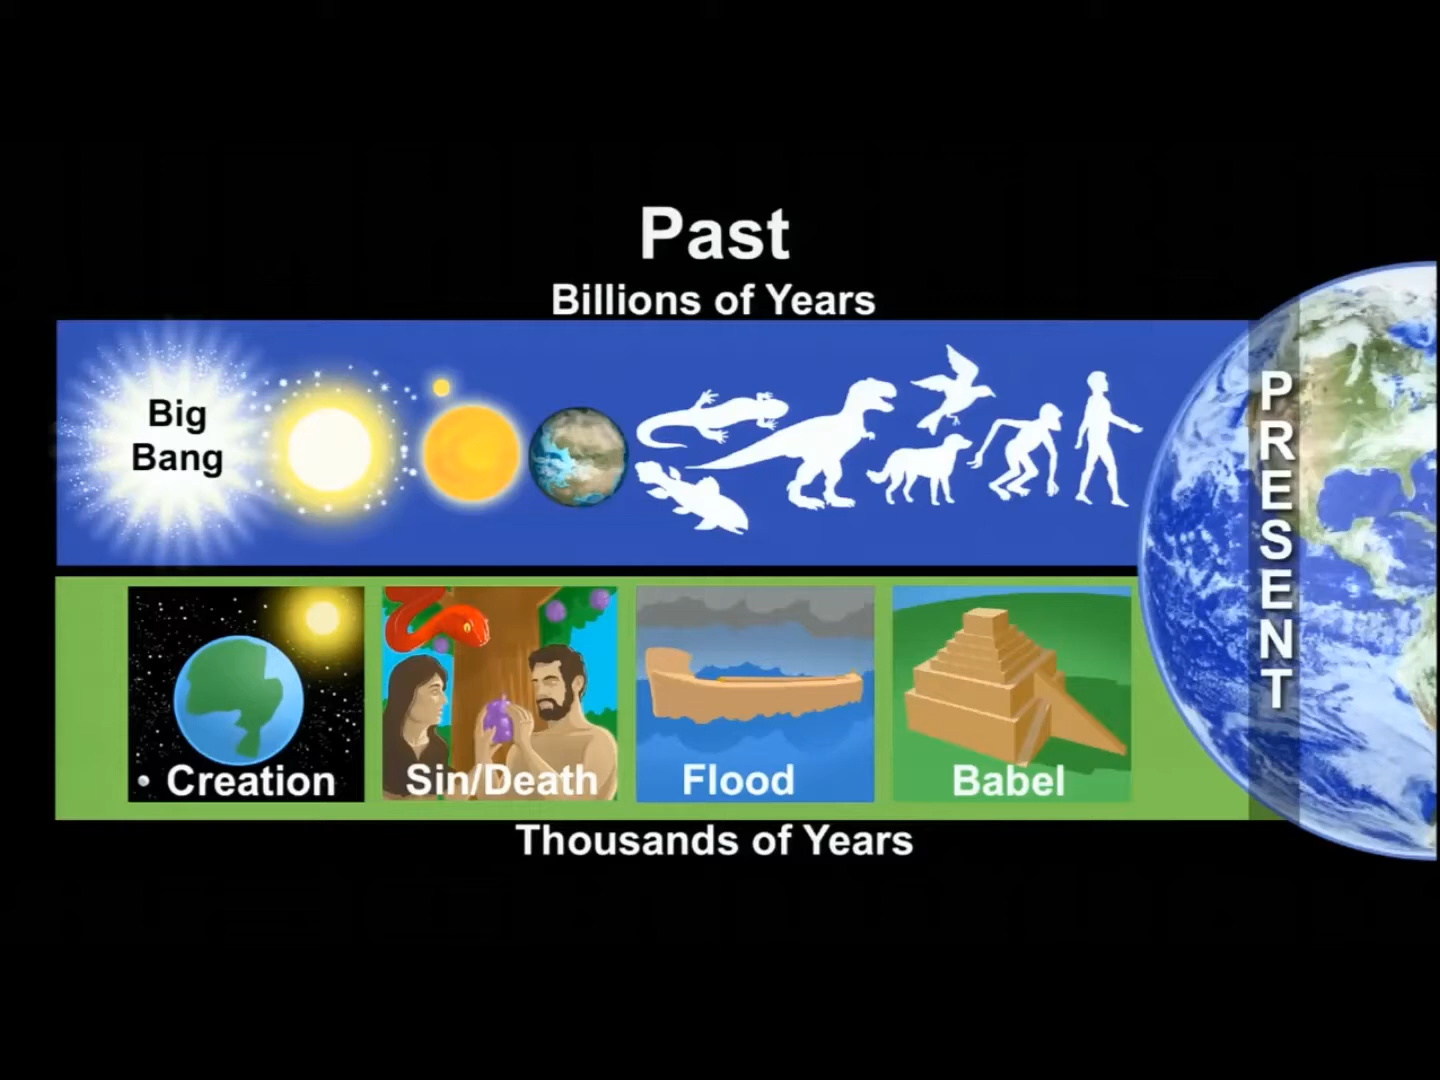 Past
Billions of Years
Big
Bang
PRESENT
• Creation
Sin/Death
Flood
Babel
Thousands of Years